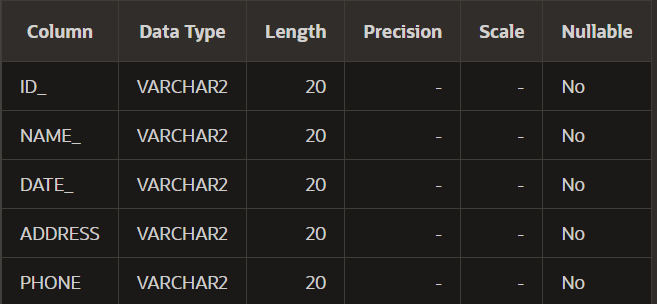 Column Data Type Length Precision Scale Nullable
ID_ VARCHAR2 20 - - No
NAME_ VARCHAR2 20 - - No
DATE_ VARCHAR2 20 - - No
ADDRESS VARCHAR2 20 - - No
PHONE VARCHAR2 20 - - No